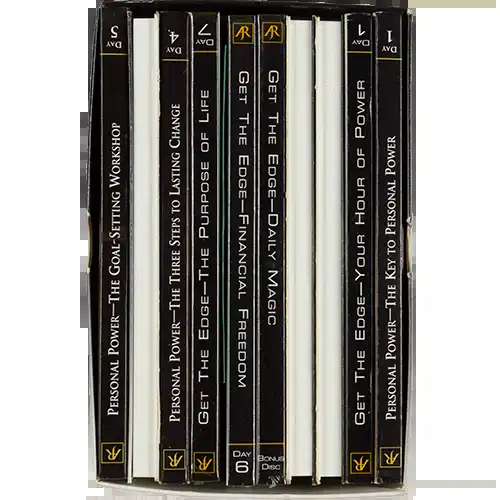 DAY 5
PERSONAL POWER—THE GOAL-SETTING WORKSHOP
DAY 4
PERSONAL POWER—THE THREE STEPS TO LASTING CHANGE
DAY 7
GET THE EDGE—THE PURPOSE OF LIFE
GET THE EDGE—FINANCIAL FREEDOM
DAY 6
GET THE EDGE—DAILY MAGIC
BONUS DISC
DAY 1
GET THE EDGE—YOUR HOUR OF POWER
DAY 1
PERSONAL POWER—THE KEY TO PERSONAL POWER